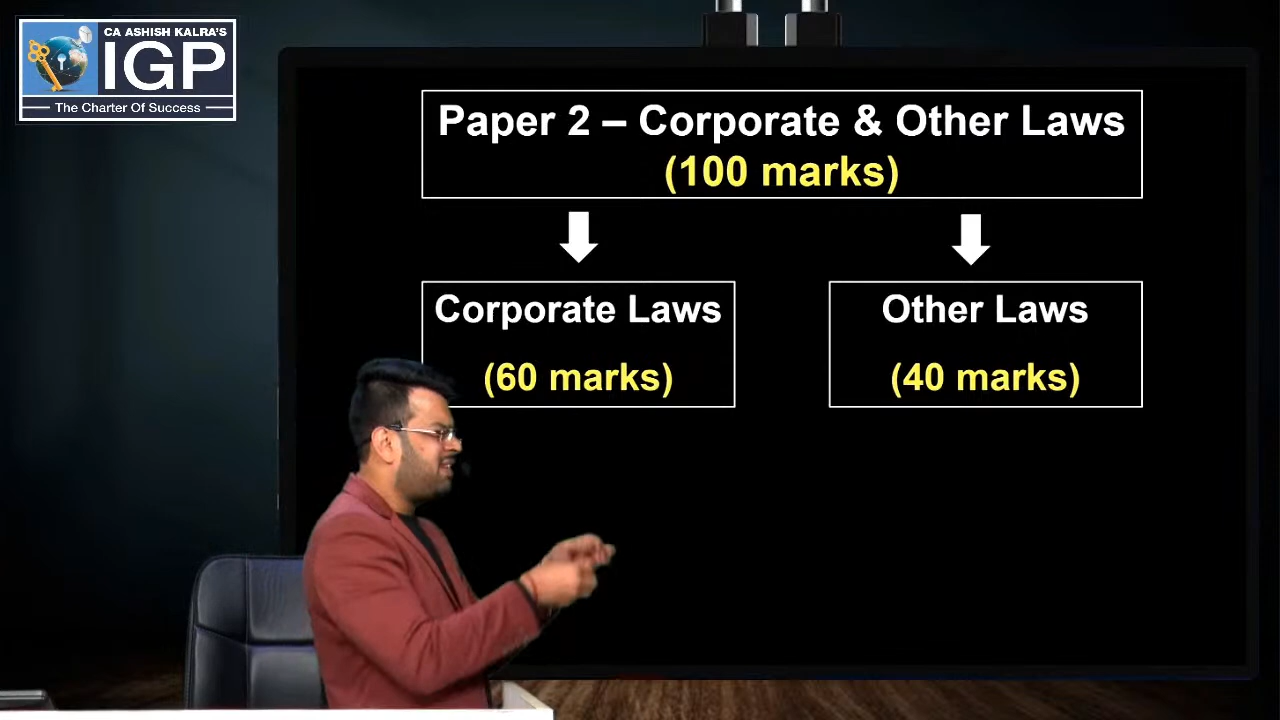 CA ASHISH KALRA'S
IGP
The Charter Of Success
Paper 2 – Corporate & Other Laws
(100 marks)
Corporate Laws
(60 marks)
Other Laws
(40 marks)